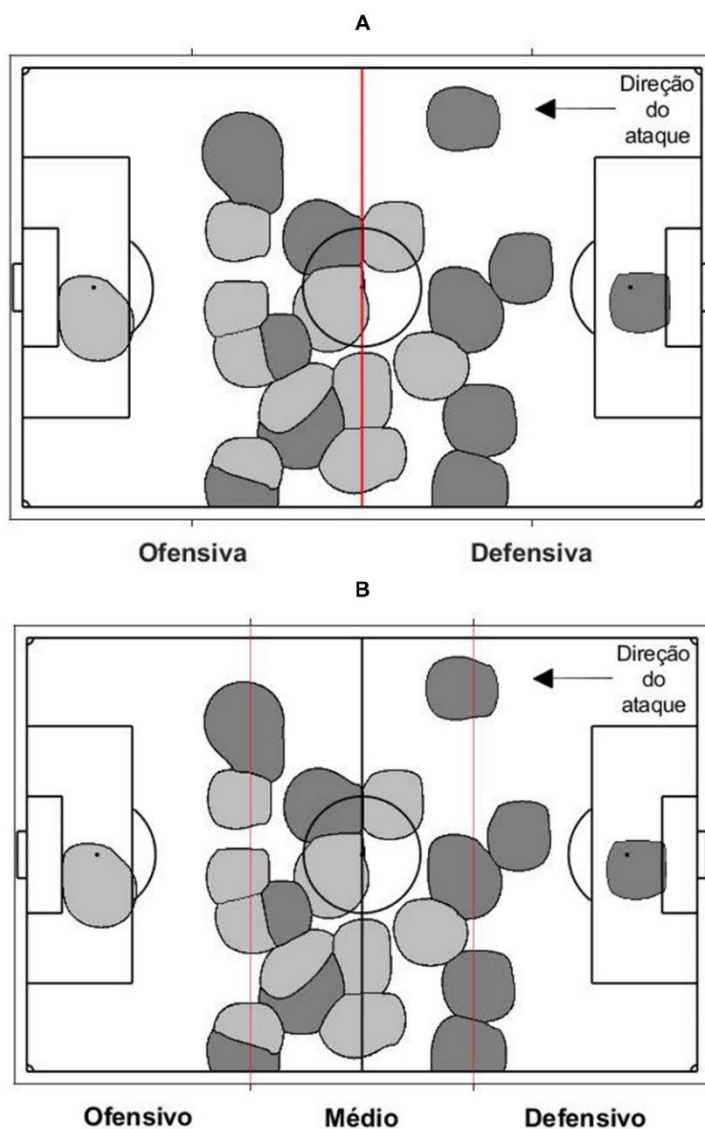 A
Direção
do
ataque
Ofensiva Defensiva
B
Direção
do
ataque
Ofensivo Médio Defensivo